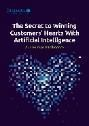 The Secret to Winning
Customers' Hearts With
Artificial Intelligence